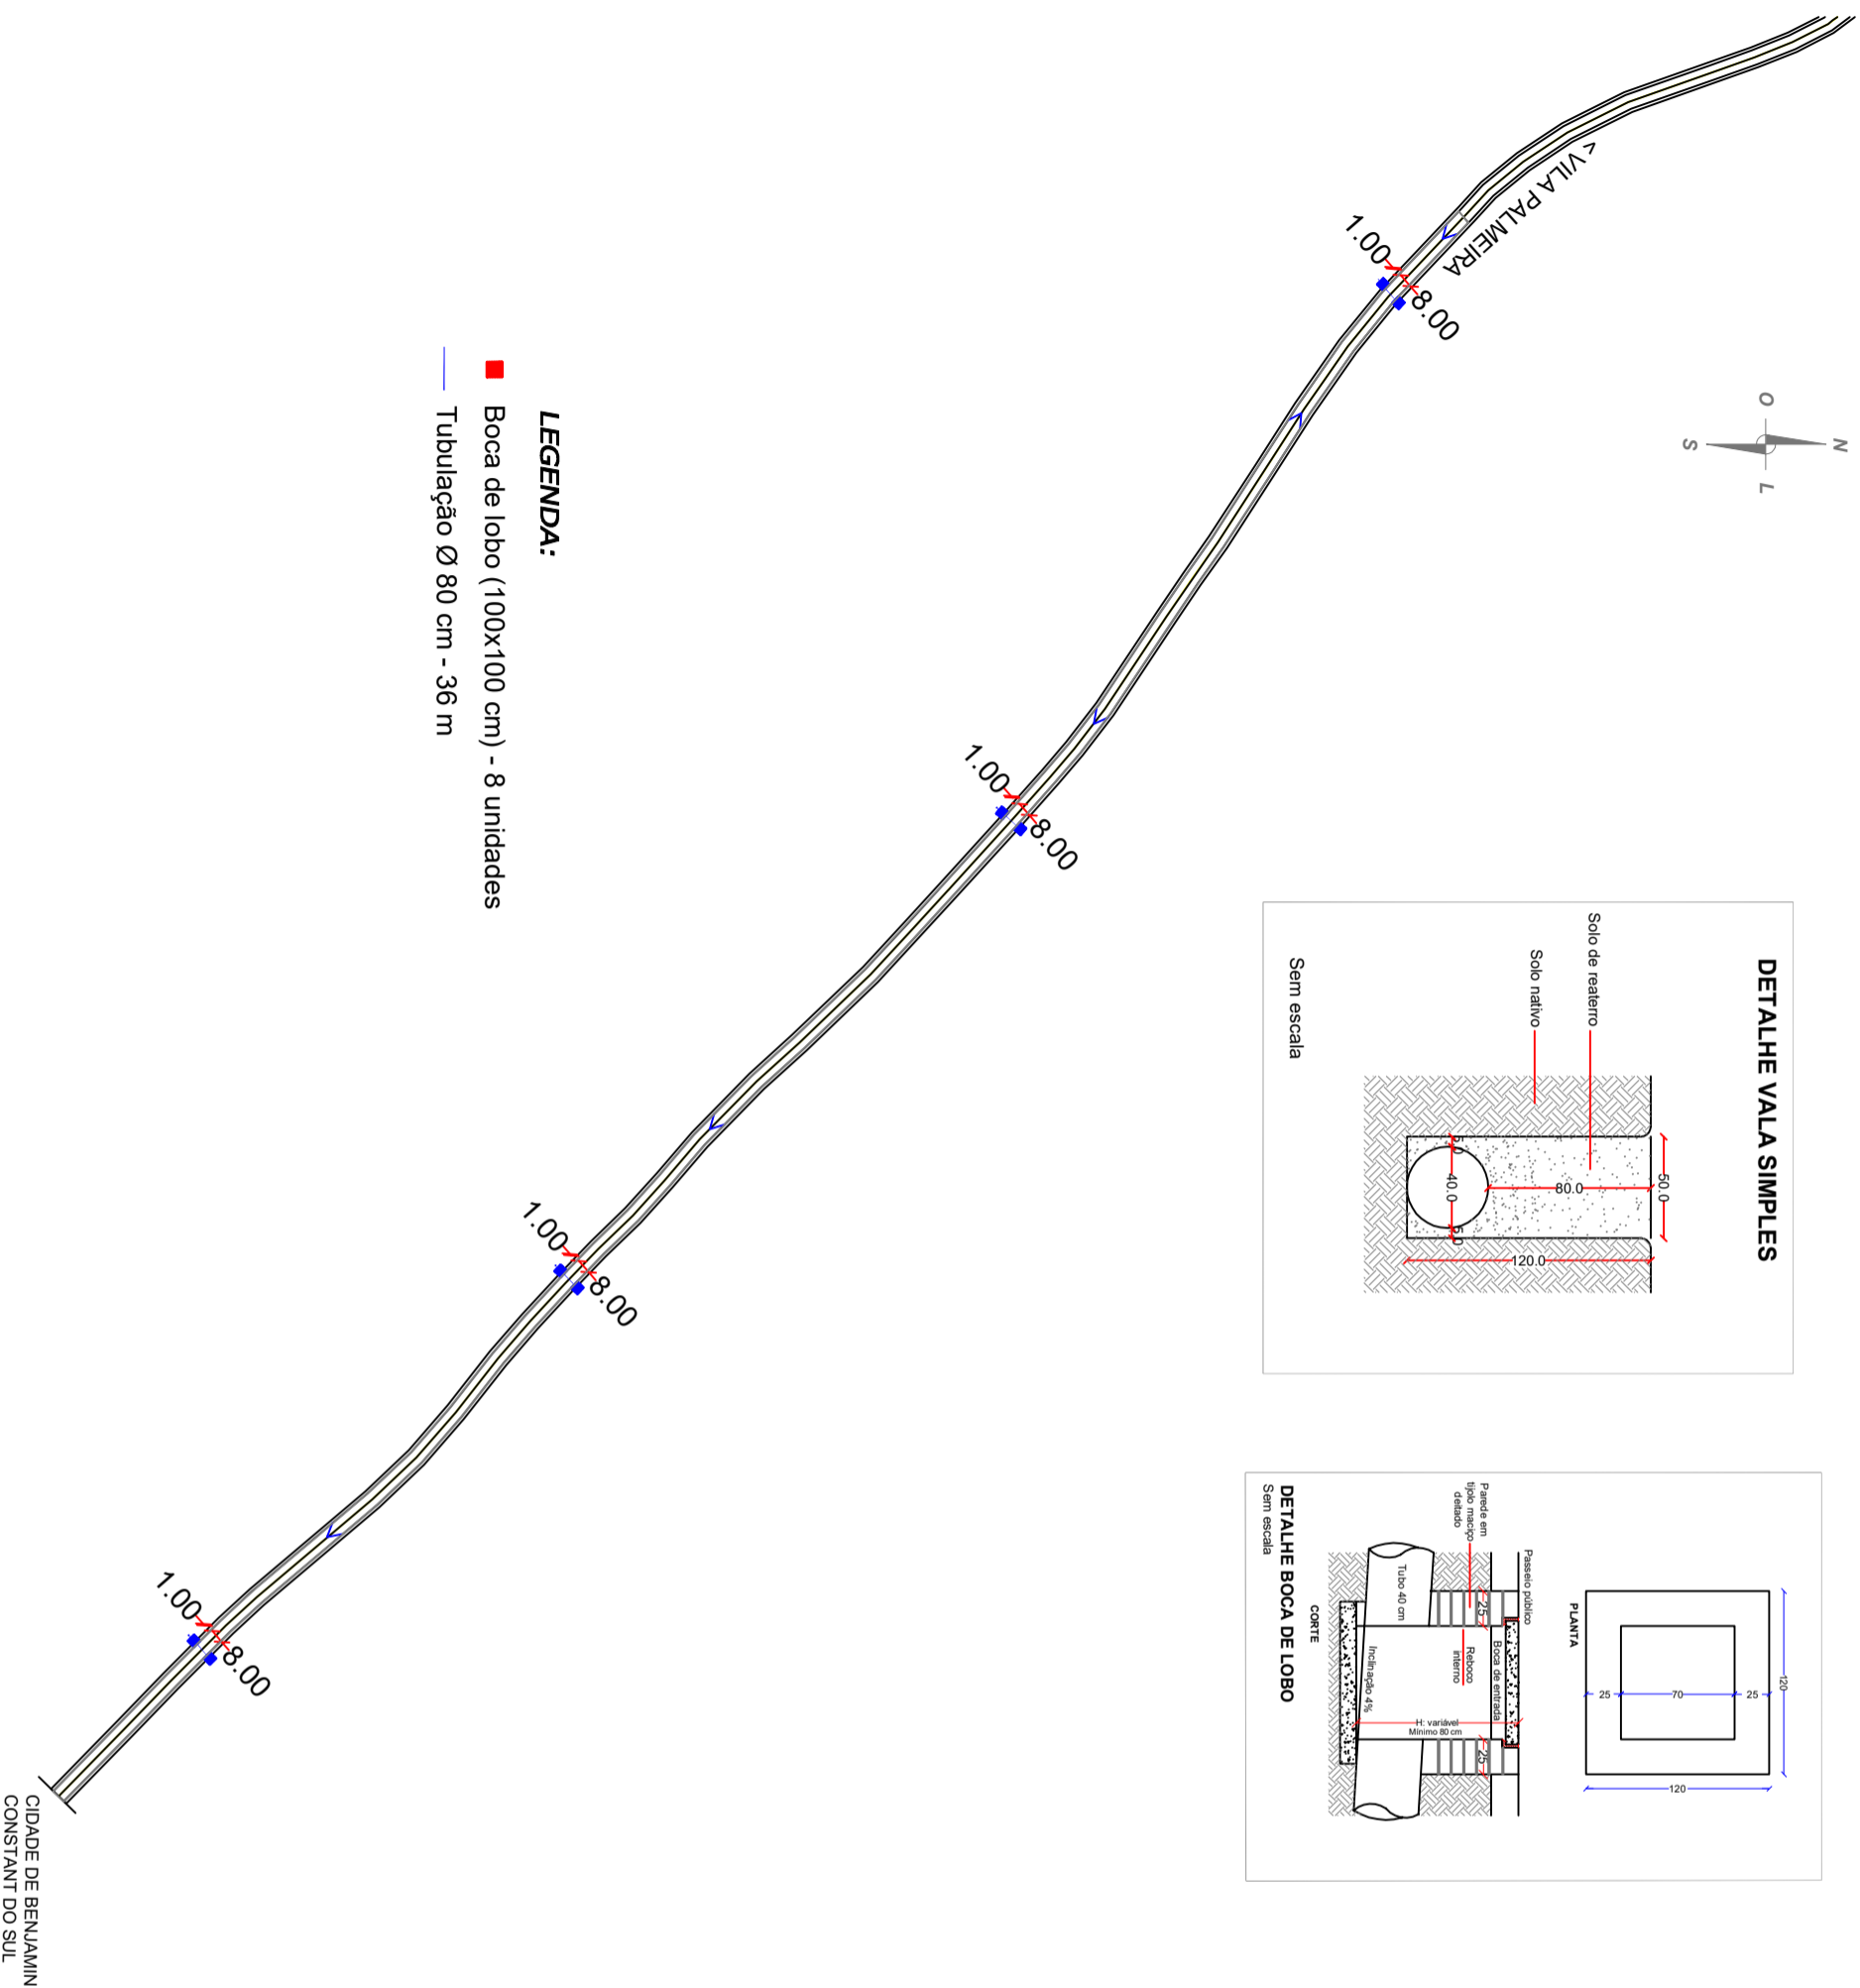 < VILA PALMEIRA
1.00
8.00
1.00
8.00
1.00
8.00
1.00
8.00
N
S
O
L
LEGENDA:
Boca de lobo (100x100 cm) - 8 unidades
Tubulação Ø 80 cm - 36 m
DETALHE VALA SIMPLES
Solo de reaterro
Solo nativo
50.0
80.0
5.0
40.0
5.0
120.0
Sem escala
120
PLANTA
25
70
25
120
Passeio público
Parede em
tijolo maciço
deitado
25
Boca de entrada
Reboco
interno
Tubo 40 cm
Inclinação 4%
H: variável
Mínimo 80 cm
25
CORTE
DETALHE BOCA DE LOBO
Sem escala
CIDADE DE BENJAMIN
CONSTANT DO SUL